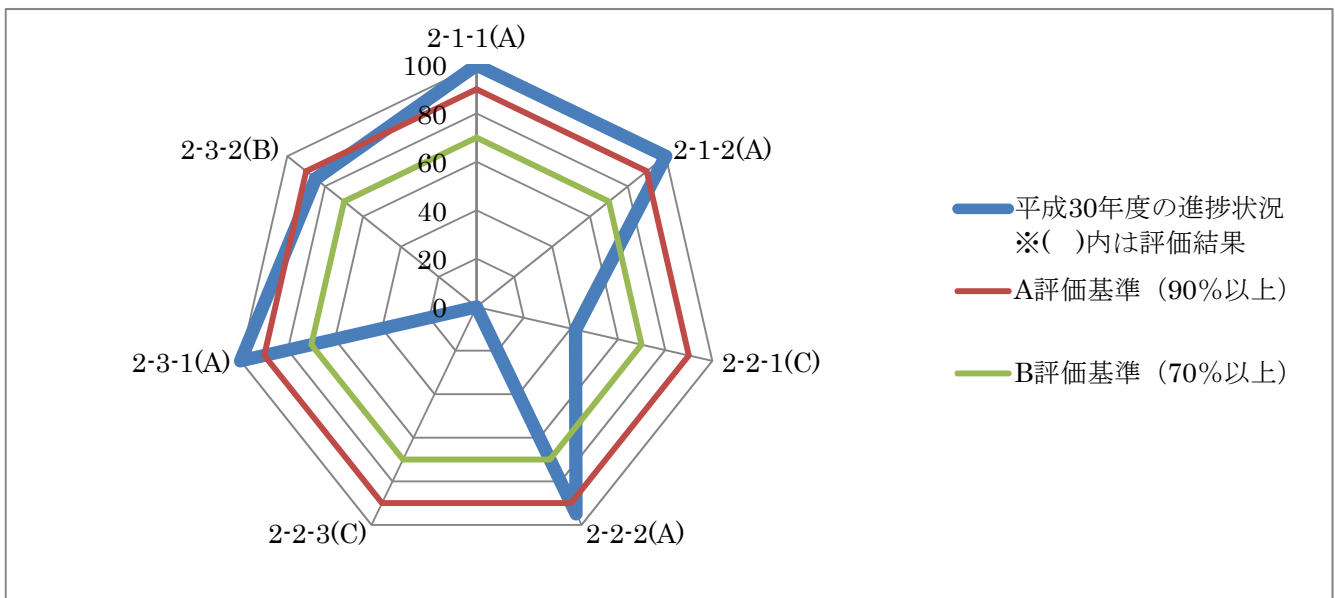 2-1-1(A)
100
80
60
40
20
0
2-1-2(A)
2-2-1(C)
2-2-2(A)
2-2-3(C)
2-3-1(A)
2-3-2(B)
平成30年度の進捗状況
※( )内は評価結果
A評価基準（90％以上）
B評価基準（70％以上）